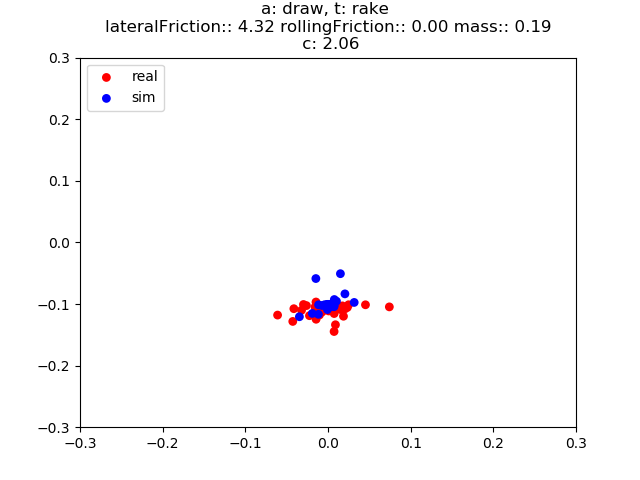 a: draw, t: rake
lateralFriction:: 4.32 rollingFriction:: 0.00 mass:: 0.19
c: 2.06
real
sim
0.3
0.2
0.1
0.0
−0.1
−0.2
−0.3
−0.3 −0.2 −0.1 0.0 0.1 0.2 0.3